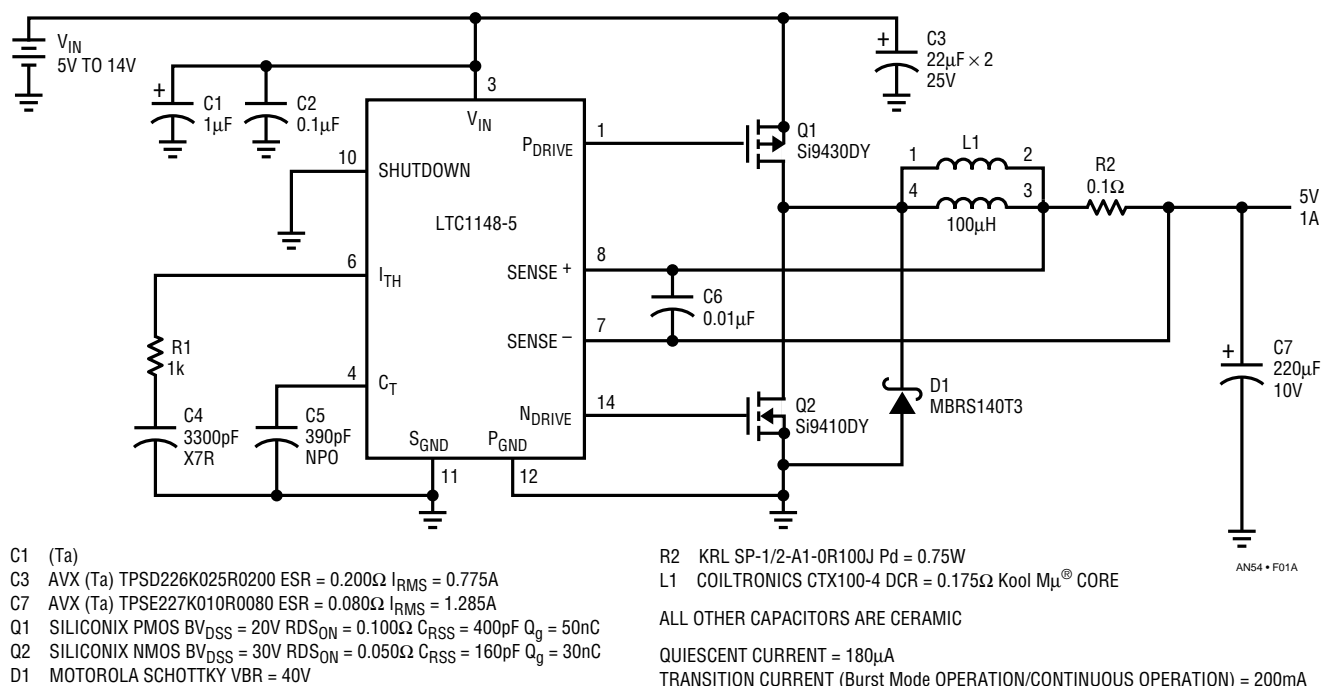 V_IN
5V TO 14V
+
C1
1µF
C2
0.1µF
3
V_IN
+
C3
22µF × 2
25V
P_DRIVE
1
Q1
Si9430DY
10
SHUTDOWN
LTC1148-5
1
L1
2
4
3
100µH
R2
0.1Ω
5V
1A
6
I_TH
SENSE +
8
C6
0.01µF
SENSE –
7
R1
1k
4
C_T
C4
3300pF
X7R
C5
390pF
NPO
N_DRIVE
14
Q2
Si9410DY
D1
MBRS140T3
+
C7
220µF
10V
S_GND
P_GND
11
12
AN54 • F01A
C1 (Ta)
C3 AVX (Ta) TPSD226K025R0200 ESR = 0.200Ω I_RMS = 0.775A
C7 AVX (Ta) TPSE227K010R0080 ESR = 0.080Ω I_RMS = 1.285A
Q1 SILICONIX PMOS BV_DSS = 20V RDS_ON = 0.100Ω C_RSS = 400pF Q_g = 50nC
Q2 SILICONIX NMOS BV_DSS = 30V RDS_ON = 0.050Ω C_RSS = 160pF Q_g = 30nC
D1 MOTOROLA SCHOTTKY VBR = 40V
R2 KRL SP-1/2-A1-0R100J Pd = 0.75W
L1 COILTRONICS CTX100-4 DCR = 0.175Ω Kool Mµ® CORE
ALL OTHER CAPACITORS ARE CERAMIC
QUIESCENT CURRENT = 180µA
TRANSITION CURRENT (Burst Mode OPERATION/CONTINUOUS OPERATION) = 200mA